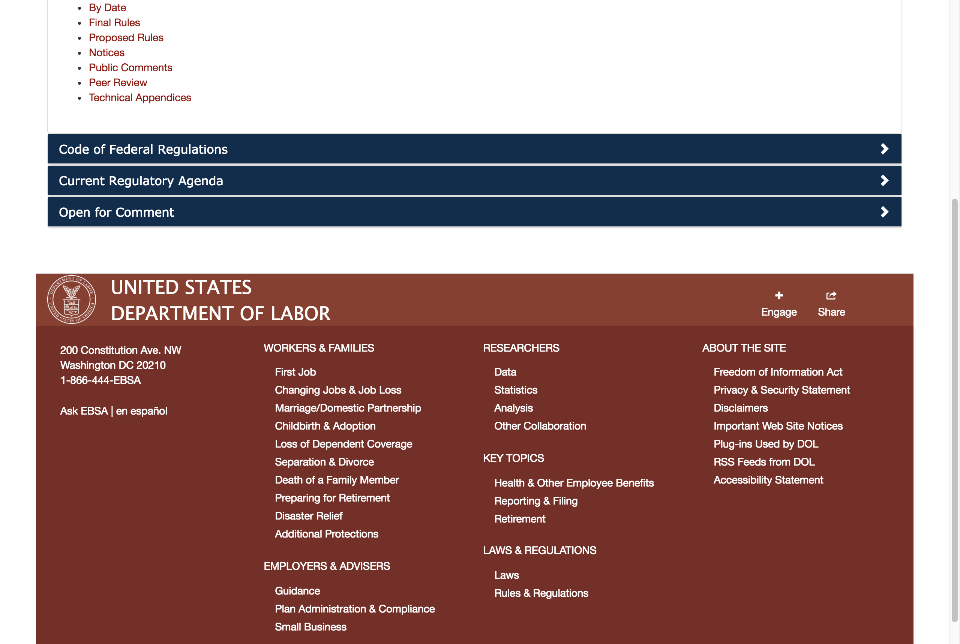 By Date
Final Rules
Proposed Rules
Notices
Public Comments
Peer Review
Technical Appendices
Code of Federal Regulations
Current Regulatory Agenda
Open for Comment
UNITED STATES
DEPARTMENT OF LABOR
Engage
Share
200 Constitution Ave. NW
Washington DC 20210
1-866-444-EBSA
Ask EBSA | en español
WORKERS & FAMILIES
First Job
Changing Jobs & Job Loss
Marriage/Domestic Partnership
Childbirth & Adoption
Loss of Dependent Coverage
Separation & Divorce
Death of a Family Member
Preparing for Retirement
Disaster Relief
Additional Protections
EMPLOYERS & ADVISERS
Guidance
Plan Administration & Compliance
Small Business
RESEARCHERS
Data
Statistics
Analysis
Other Collaboration
KEY TOPICS
Health & Other Employee Benefits
Reporting & Filing
Retirement
LAWS & REGULATIONS
Laws
Rules & Regulations
ABOUT THE SITE
Freedom of Information Act
Privacy & Security Statement
Disclaimers
Important Web Site Notices
Plug-ins Used by DOL
RSS Feeds from DOL
Accessibility Statement